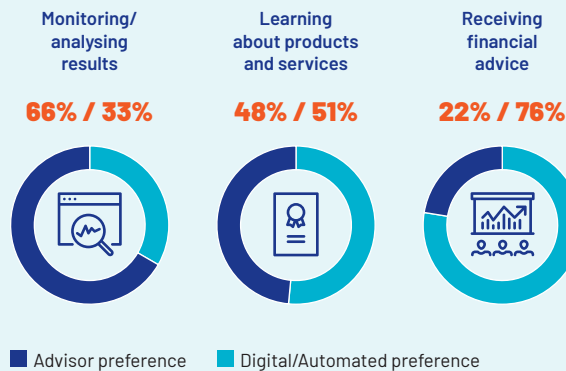 Monitoring/
analysing
results
66% / 33%
Learning
about products
and services
48% / 51%
Receiving
financial
advice
22% / 76%
Advisor preference
Digital/Automated preference